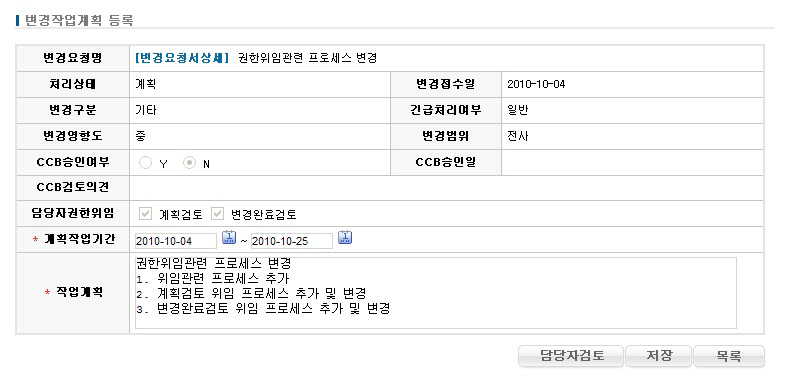 변경작업계획 등록
변경요청명 [변경요청서상세] 권한위임관련 프로세스 변경
처리상태 계획 변경접수일 2010-10-04
변경구분 기타 긴급처리여부 일반
변경영향도 중 변경범위 전사
CCB승인여부 Y N CCB승인일
CCB검토의견
담당자권한위임 계획검토 변경완료검토
* 계획작업기간 2010-10-04 ~ 2010-10-25
* 작업계획
권한위임관련 프로세스 변경
1. 위임관련 프로세스 추가
2. 계획검토 위임 프로세스 추가 및 변경
3. 변경완료검토 위임 프로세스 추가 및 변경
담당자검토 저장 목록